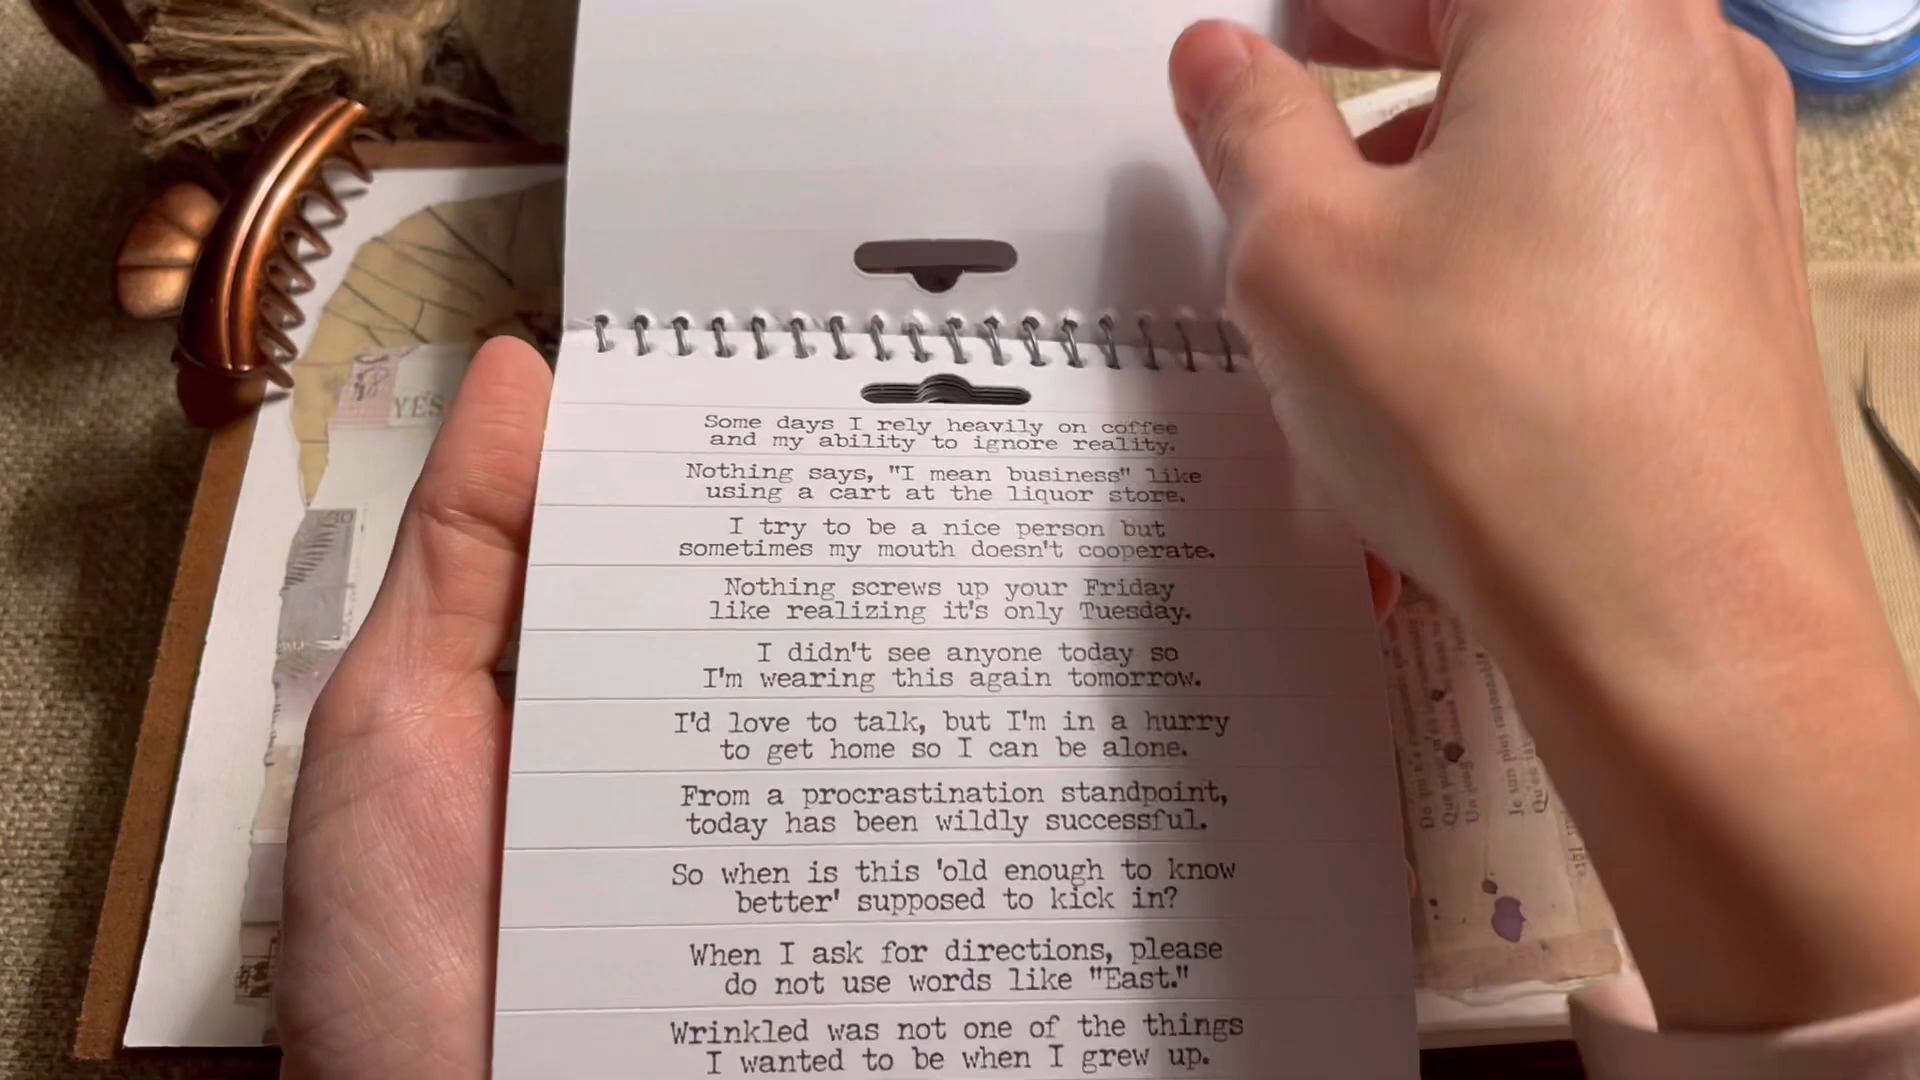 Some days I rely heavily on coffee
and my ability to ignore reality.
Nothing says, "I mean business" like
using a cart at the liquor store.
I try to be a nice person but
sometimes my mouth doesn't cooperate.
Nothing screws up your Friday
like realizing it's only Tuesday.
I didn't see anyone today so
I'm wearing this again tomorrow.
I'd love to talk, but I'm in a hurry
to get home so I can be alone.
From a procrastination standpoint,
today has been wildly successful.
So when is this 'old enough to know
better' supposed to kick in?
When I ask for directions, please
do not use words like "East."
Wrinkled was not one of the things
I wanted to be when I grew up.
YES
Je suis plus